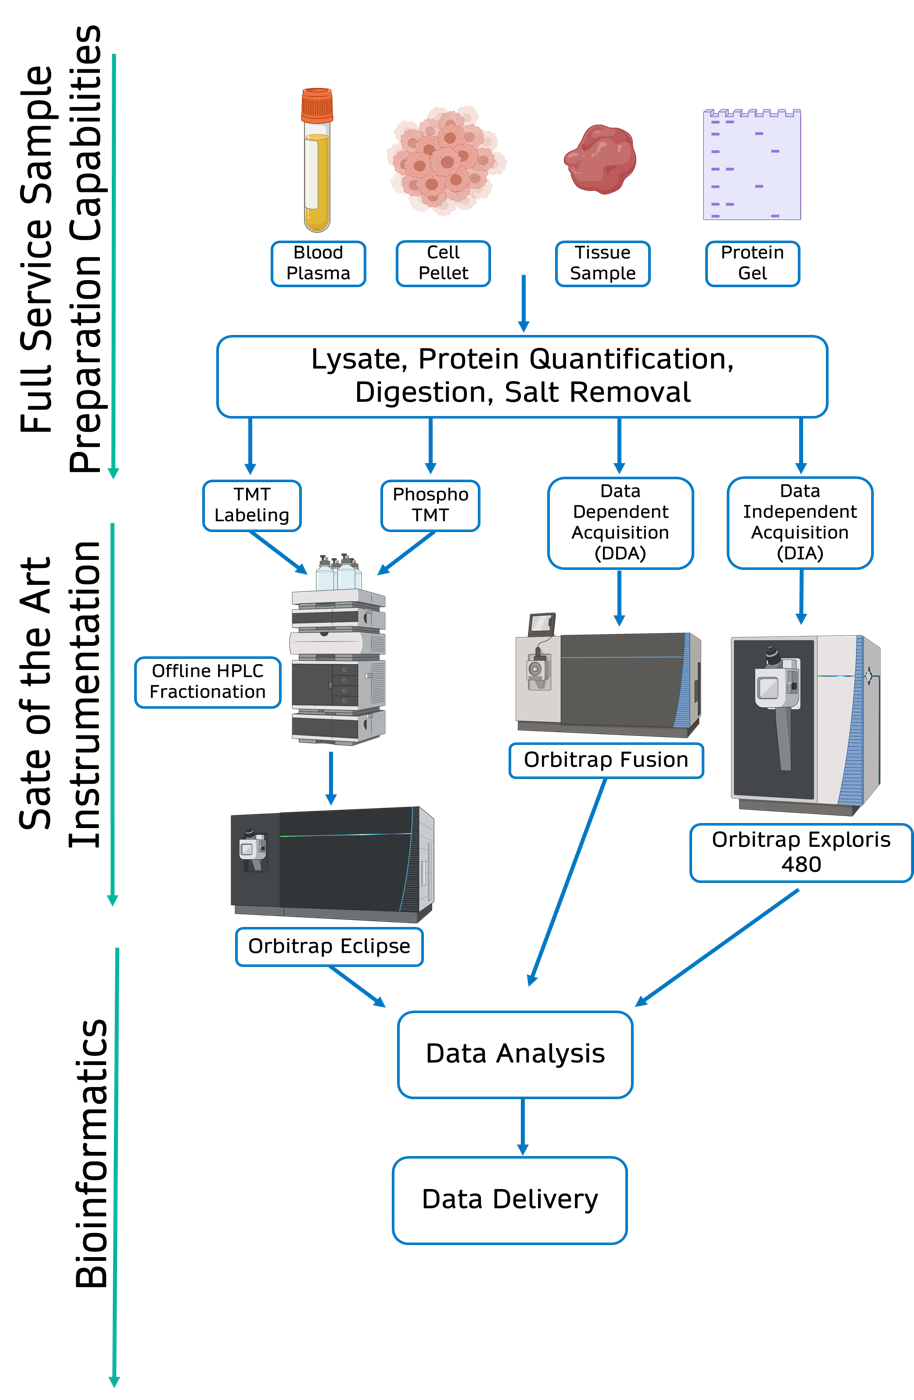 Full Service Sample
Preparation Capabilities
Blood
Plasma
Cell
Pellet
Tissue
Sample
Protein
Gel
Lysate, Protein Quantification,
Digestion, Salt Removal
TMT
Labeling
Phospho
TMT
Data
Dependent
Acquisition
(DDA)
Data
Independent
Acquisition
(DIA)
Sate of the Art
Instrumentation
Offline HPLC
Fractionation
Orbitrap Fusion
Orbitrap Exploris
480
Orbitrap Eclipse
Bioinformatics
Data Analysis
Data Delivery